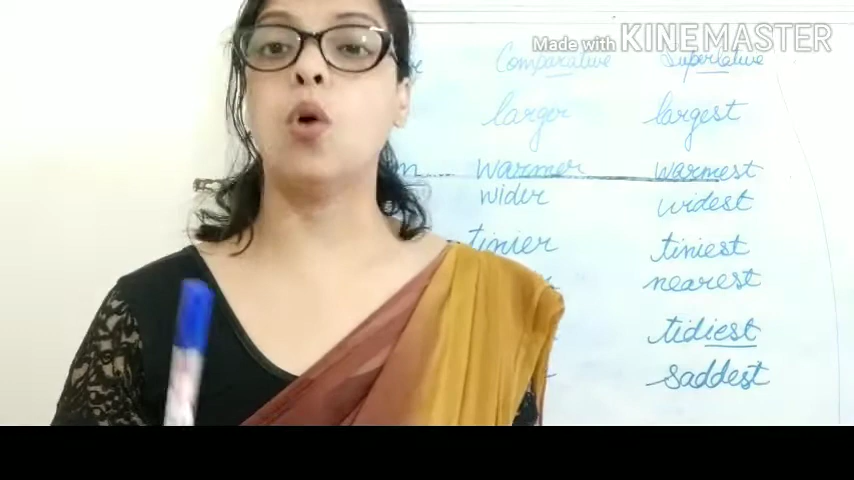 Made with KINEMASTER
Comparative Superlative
larger largest
warmer warmest
wider widest
tinier tiniest
nearest
tidiest
saddest